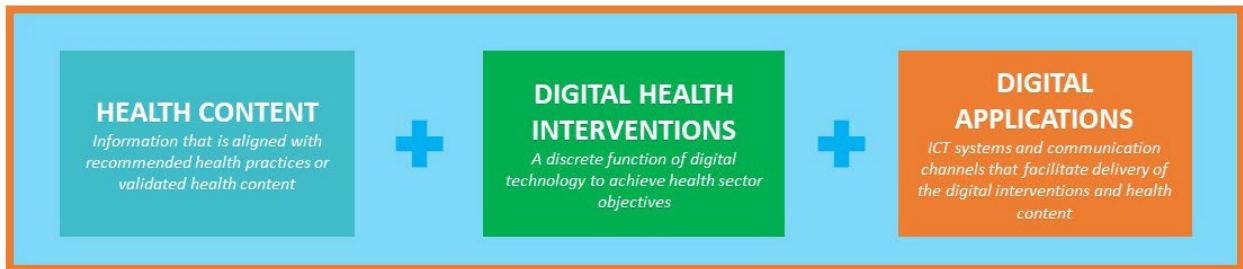 HEALTH CONTENT
Information that is aligned with
recommended health practices or
validated health content
DIGITAL HEALTH
INTERVENTIONS
A discrete function of digital
technology to achieve health sector
objectives
DIGITAL
APPLICATIONS
ICT systems and communication
channels that facilitate delivery of
the digital interventions and health
content